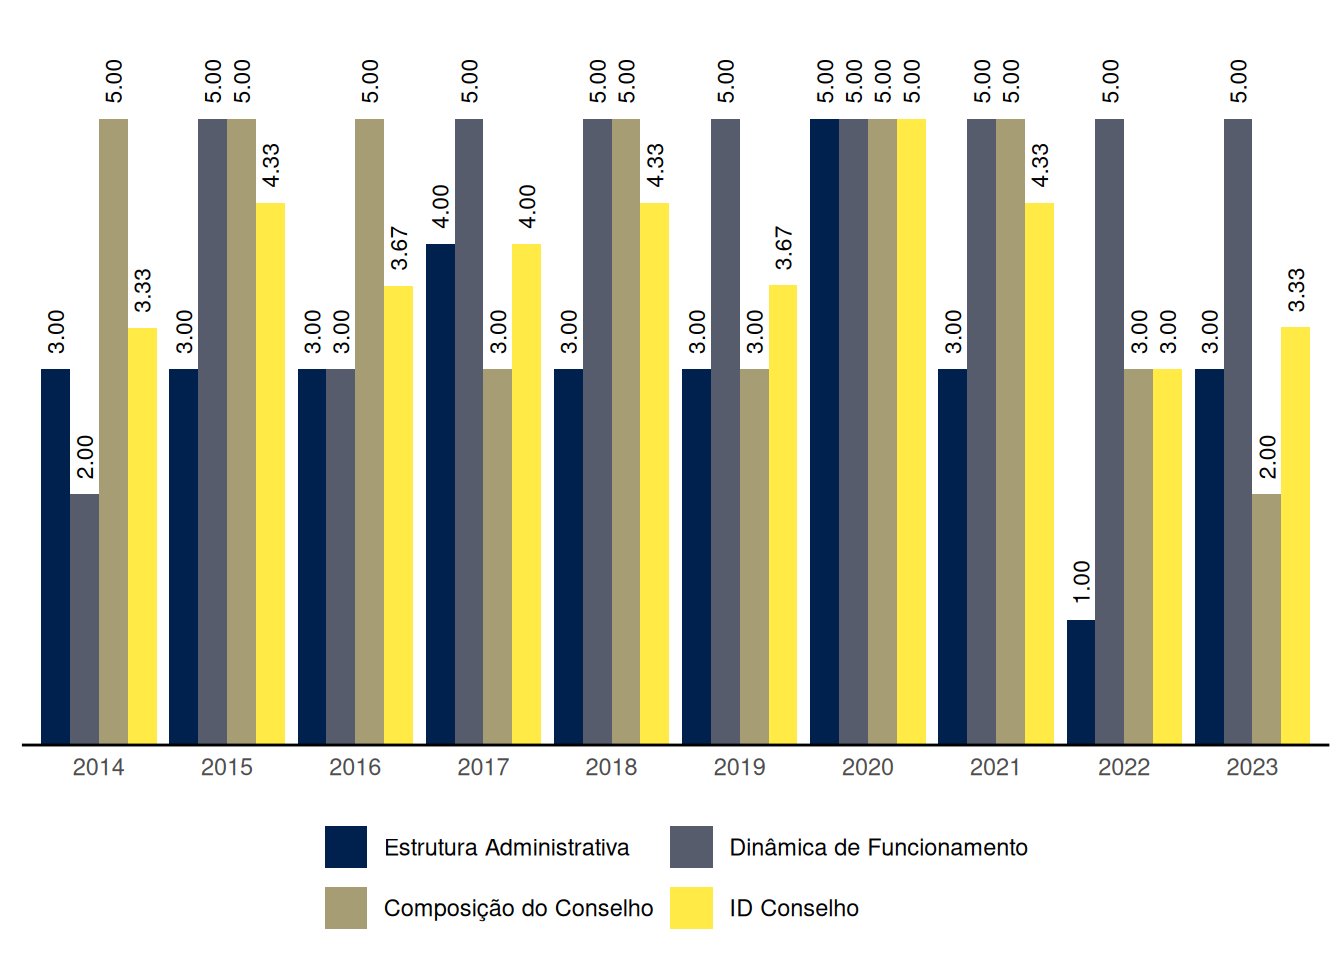 3.00 2.00 5.00 3.33
3.00 5.00 5.00 4.33
3.00 3.00 5.00 3.67
4.00 5.00 3.00 4.00
3.00 5.00 5.00 4.33
3.00 5.00 3.00 3.67
5.00 5.00 5.00 5.00
3.00 5.00 5.00 4.33
1.00 5.00 3.00 3.00
3.00 5.00 2.00 3.33
2014 2015 2016 2017 2018 2019 2020 2021 2022 2023
Estrutura Administrativa Dinâmica de Funcionamento
Composição do Conselho ID Conselho